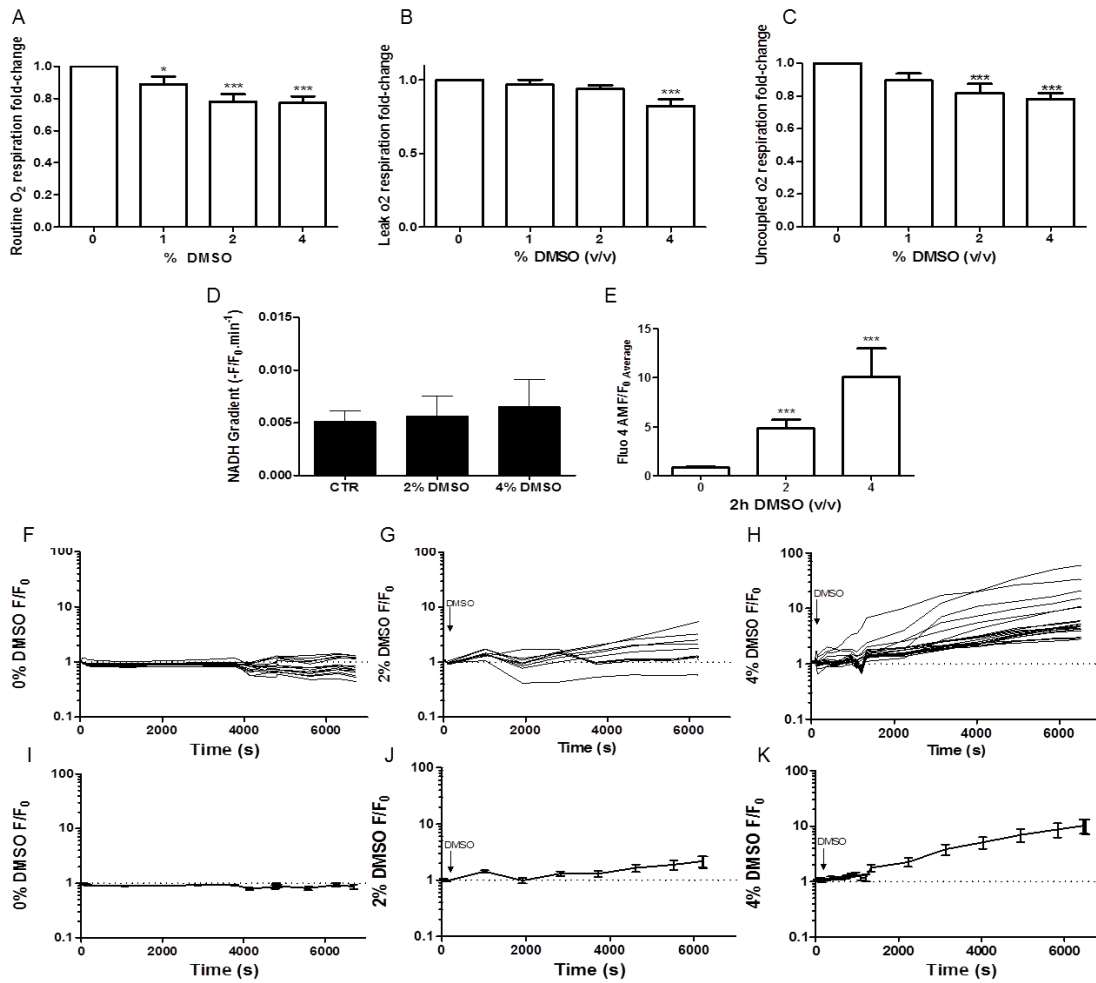 A
Routine O2 respiration fold-change
1.0
0.8
0.6
0.4
0.2
0.0
*
***
***
0 1 2 4
% DMSO
B
Leak o2 respiration fold-change
1.0
0.5
0.0
***
0 1 2 4
% DMSO (v/v)
C
Uncoupled o2 respiration fold-change
1.0
0.8
0.6
0.4
0.2
0.0
***
***
0 1 2 4
% DMSO (v/v)
D
NADH Gradient (-F/F0.min-1)
0.015
0.010
0.005
0.000
CTR 2% DMSO 4% DMSO
E
Fluo 4 AM F/F0 Average
15
10
5
0
***
***
0 2 4
2h DMSO (v/v)
F
0% DMSO F/F0
100
10
1
0.1
0 2000 4000 6000
Time (s)
G
2% DMSO F/F0
100
10
1
0.1
DMSO
0 2000 4000 6000
Time (s)
H
4% DMSO F/F0
100
10
1
0.1
DMSO
0 2000 4000 6000
Time (s)
I
0% DMSO F/F0
100
10
1
0.1
0 2000 4000 6000
Time (s)
J
2% DMSO F/F0
100
10
1
0.1
DMSO
0 2000 4000 6000
Time (s)
K
4% DMSO F/F0
100
10
1
0.1
DMSO
0 2000 4000 6000
Time (s)